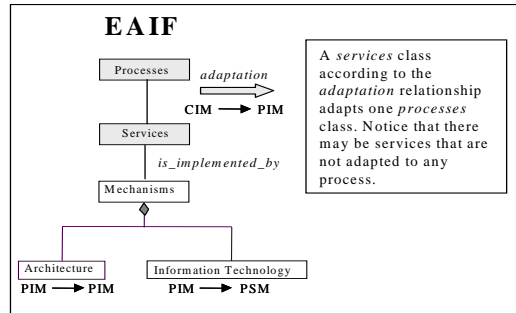 EAIF
Processes
adaptation
CIM PIM
Services
is_implemented_by
Mechanisms
Architecture
PIM PIM
Information Technology
PIM PSM
A services class
according to the
adaptation relationship
adapts one processes
class. Notice that there
may be services that are
not adapted to any
process.